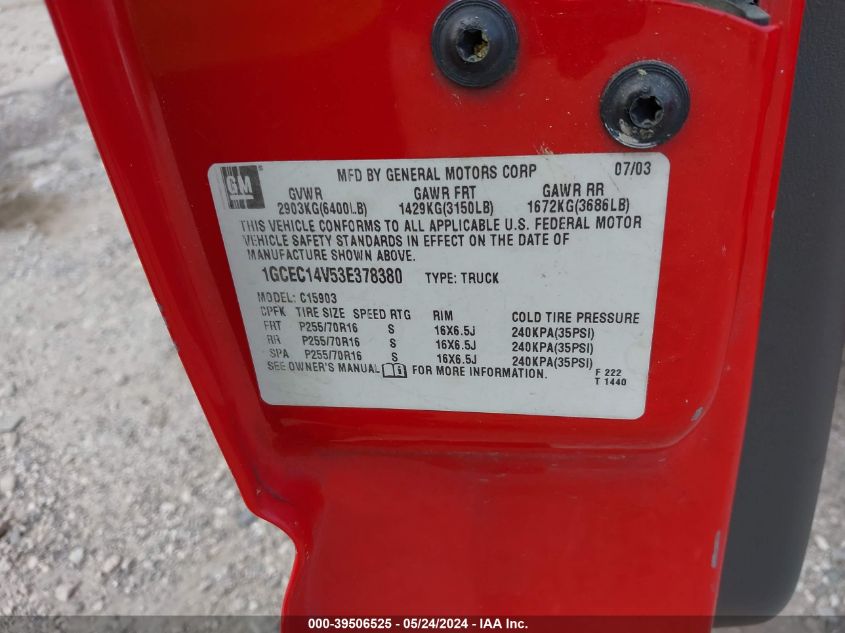 GM
MFD BY GENERAL MOTORS CORP 07/03
GVWR GAWR FRT GAWR RR
2903KG(6400LB) 1429KG(3150LB) 1672KG(3686LB)
THIS VEHICLE CONFORMS TO ALL APPLICABLE U.S. FEDERAL MOTOR
VEHICLE SAFETY STANDARDS IN EFFECT ON THE DATE OF
MANUFACTURE SHOWN ABOVE.
1GCEC14V53E378380 TYPE: TRUCK
MODEL: C15903
CPFK TIRE SIZE SPEED RTG RIM COLD TIRE PRESSURE
FRT P255/70R16 S 16X6.5J 240KPA(35PSI)
RR P255/70R16 S 16X6.5J 240KPA(35PSI)
SPA P255/70R16 S 16X6.5J 240KPA(35PSI)
SEE OWNER'S MANUAL FOR MORE INFORMATION.
F 222
T 1440
000-39506525 - 05/24/2024 - IAA Inc.